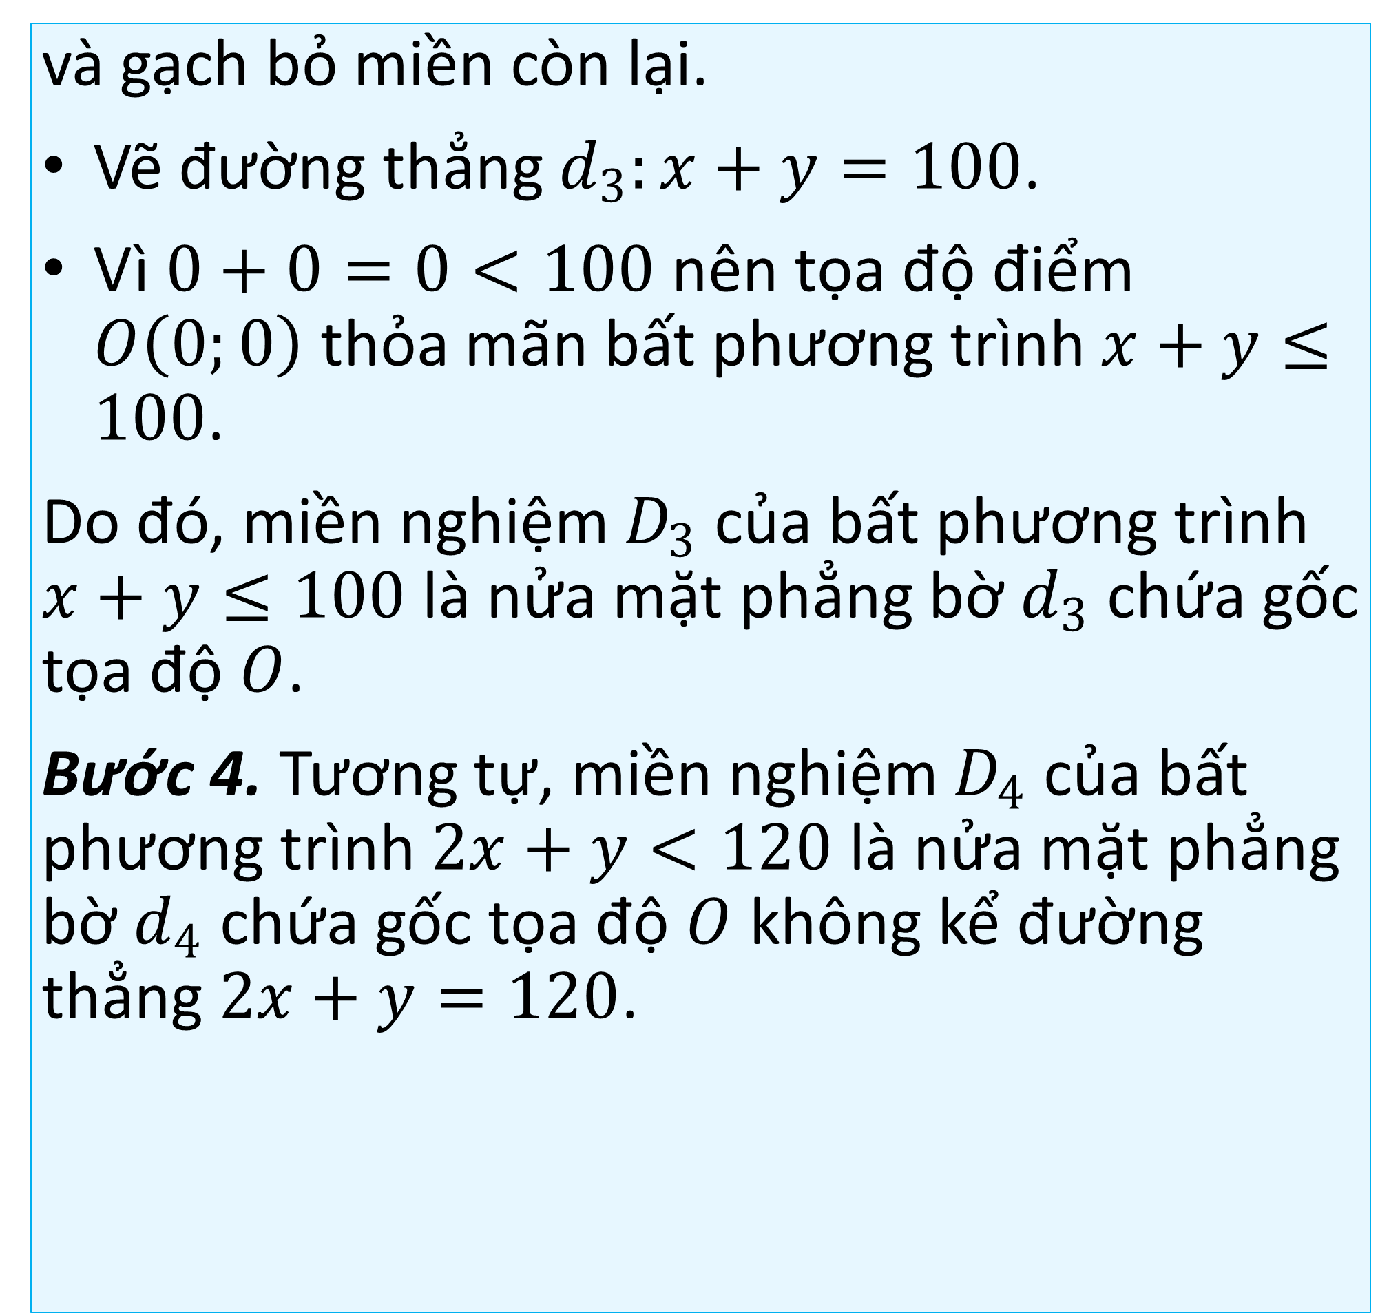 và gạch bỏ miền còn lại.
• Vẽ đường thẳng d₃: x + y = 100.
• Vì 0 + 0 = 0 < 100 nên tọa độ điểm
O(0; 0) thỏa mãn bất phương trình x + y ≤
100.
Do đó, miền nghiệm D₃ của bất phương trình
x + y ≤ 100 là nửa mặt phẳng bờ d₃ chứa gốc
tọa độ O.
Bước 4. Tương tự, miền nghiệm D₄ của bất
phương trình 2x + y < 120 là nửa mặt phẳng
bờ d₄ chứa gốc tọa độ O không kể đường
thẳng 2x + y = 120.